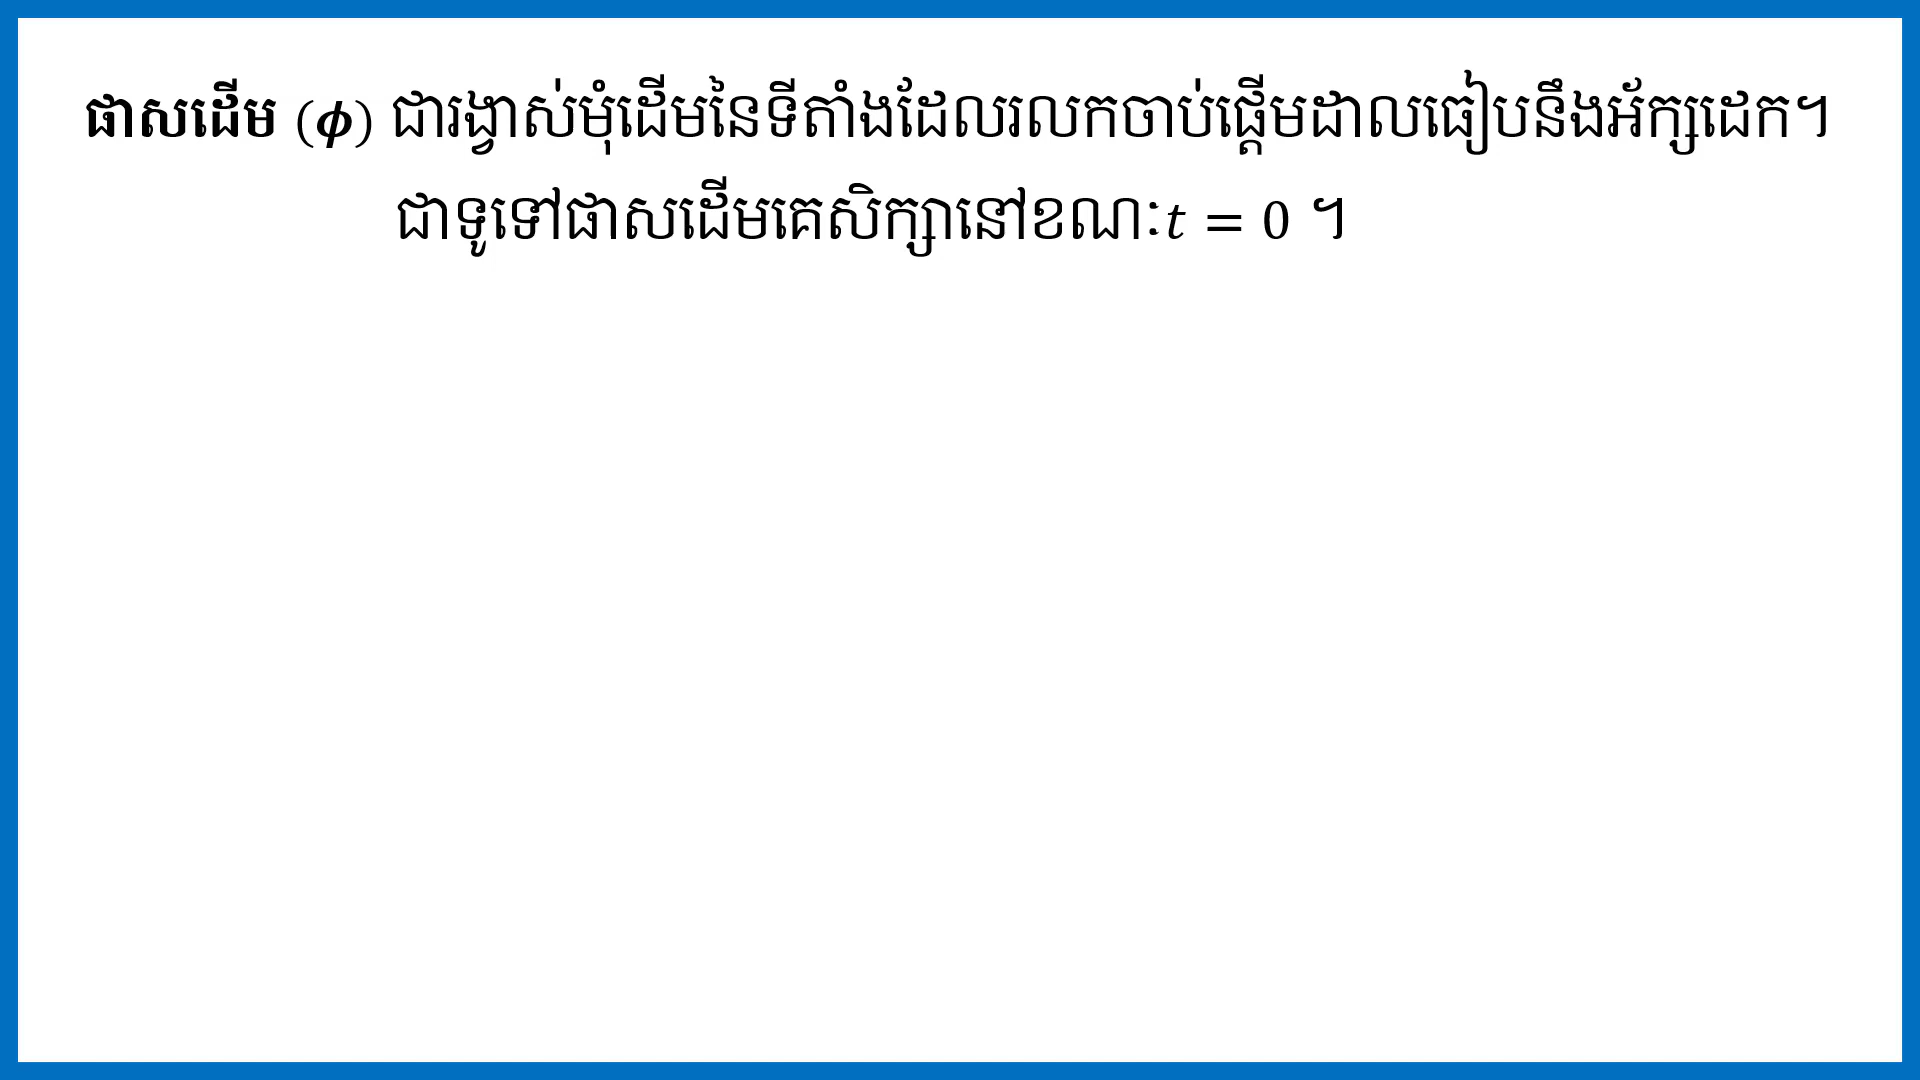 ផាសដើម (ϕ) ជារង្វាស់មុំដើមនៃទីតាំងដែលរលកចាប់ផ្ដើមដាលធៀបនឹងអ័ក្សដេក។
ជាទូទៅផាសដើមគេសិក្សានៅខណៈt = 0 ។